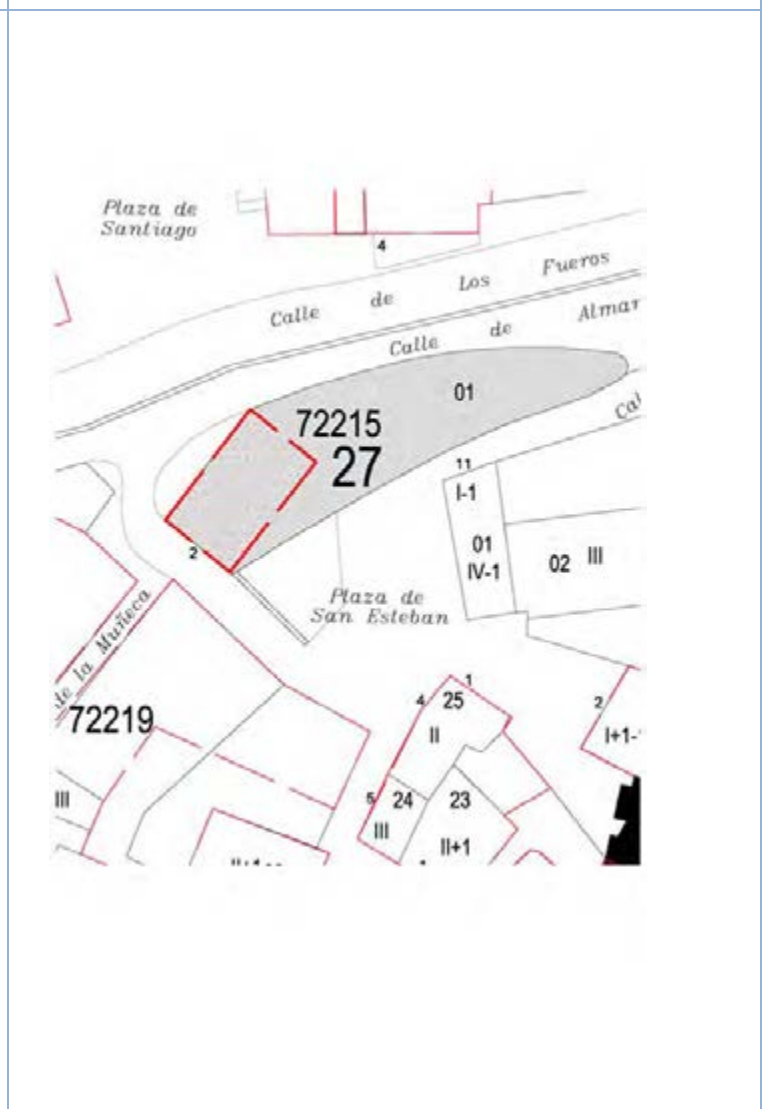 Plaza de
Santiago
4
Calle de Los Fueros
Calle de Almar
01
72215
27
Cal
11
I-1
2
01
IV-1
02 III
Plaza de
San Esteban
de la Muñeca
1
4 25
2
72219
II
I+1-
III
5 24
23
III
II+1